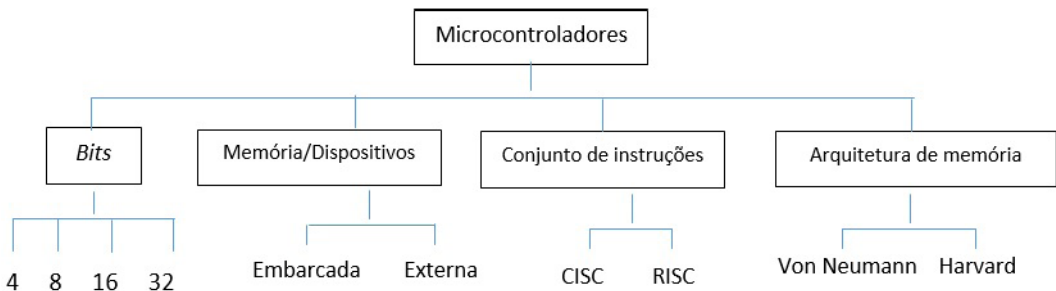 Microcontroladores
Bits
Memória/Dispositivos
Conjunto de instruções
Arquitetura de memória
4 8 16 32
Embarcada Externa
CISC RISC
Von Neumann Harvard